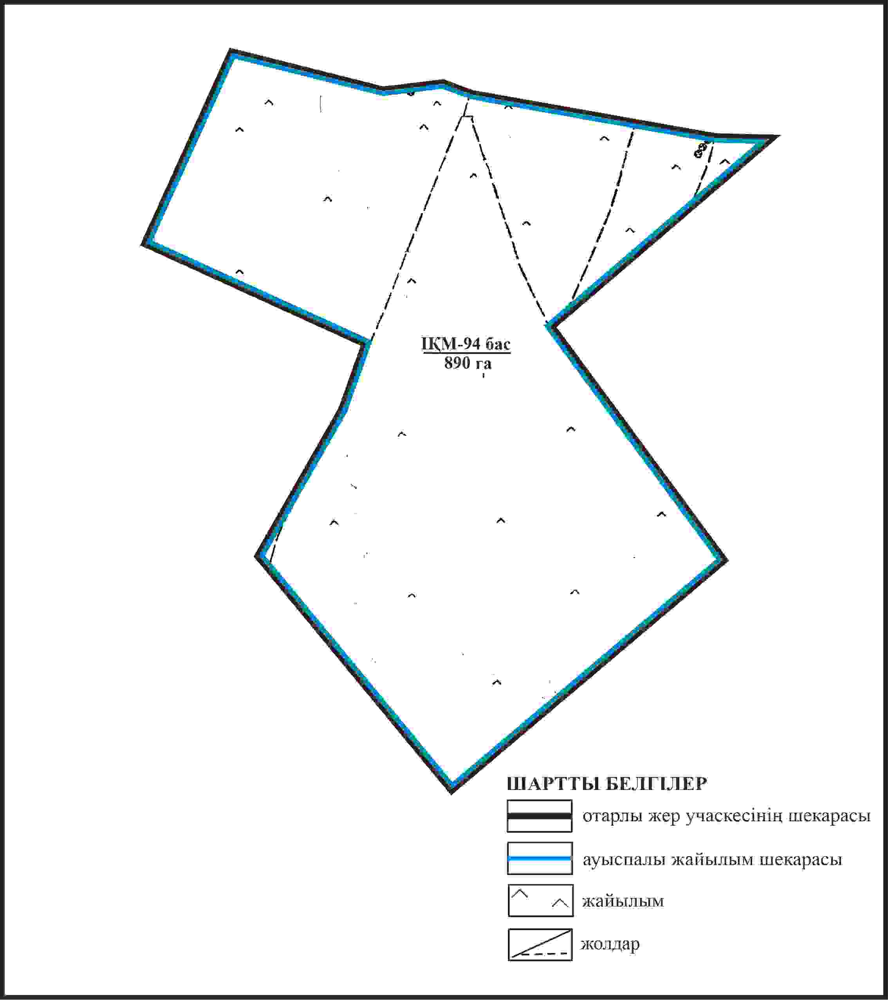 ІҚМ-94 бас
890 га
ШАРТТЫ БЕЛГІЛЕР
отарлы жер учаскесінің шекарасы
ауыспалы жайылым шекарасы
жайылым
жолдар